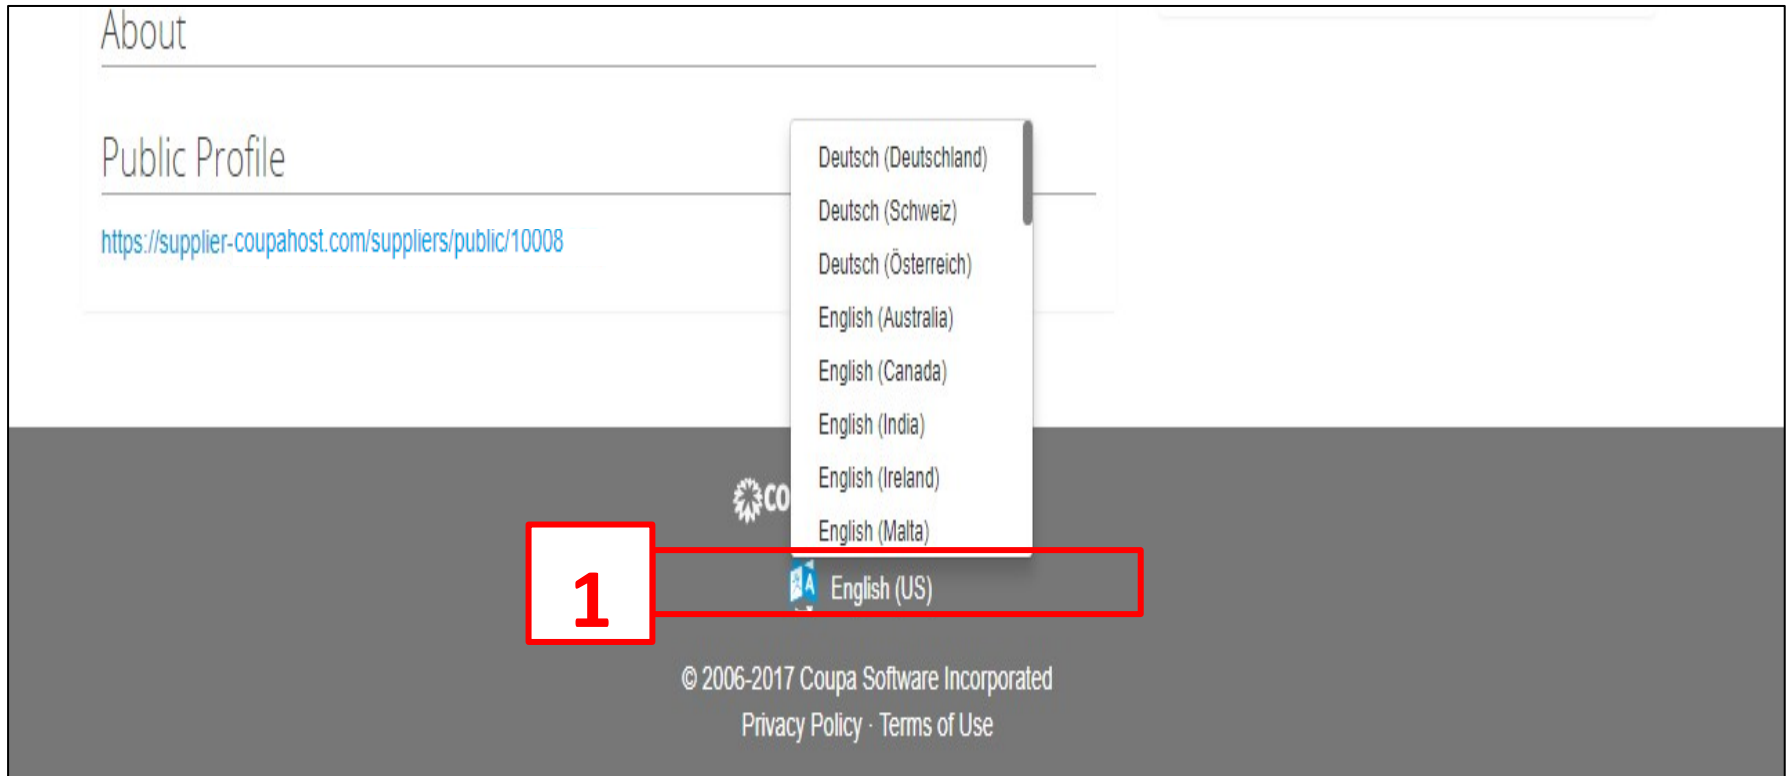 About
Public Profile
https://supplier-coupahost.com/suppliers/public/10008
Deutsch (Deutschland)
Deutsch (Schweiz)
Deutsch (Österreich)
English (Australia)
English (Canada)
English (India)
English (Ireland)
English (Malta)
1
English (US)
© 2006-2017 Coupa Software Incorporated
Privacy Policy · Terms of Use